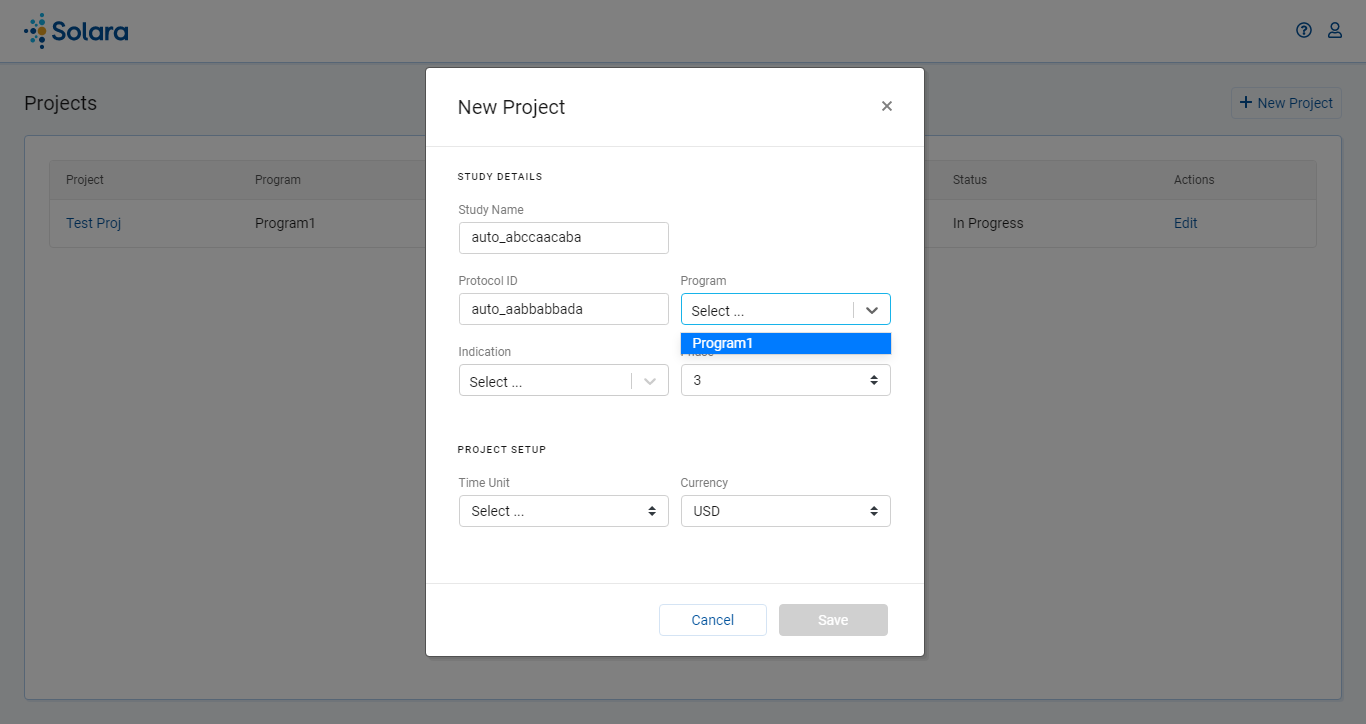 Solara
Projects
New Project
Project Program Status Actions
Test Proj Program1 In Progress Edit
New Project ×
STUDY DETAILS
Study Name
auto_abccaacaba
Protocol ID Program
auto_aabbabbada Select ...
Program1
Indication
Select ... 3
PROJECT SETUP
Time Unit Currency
Select ... USD
Cancel Save